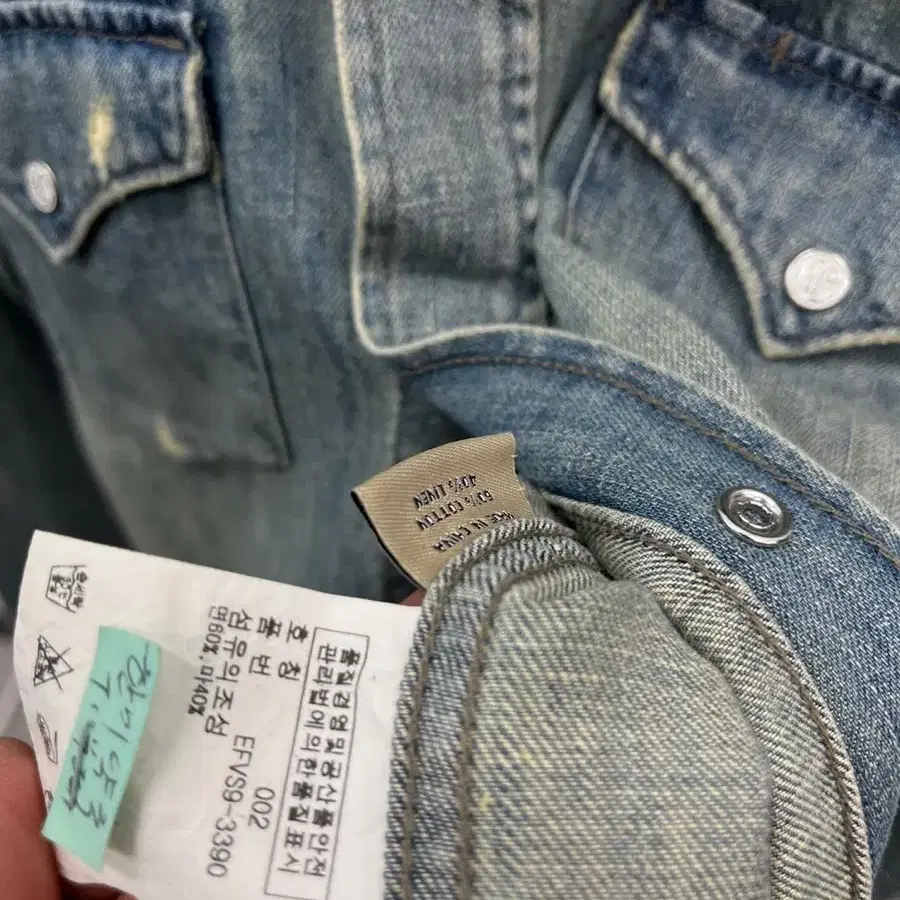 MADE IN CHINA
60% COTTON
40% LINEN
품질경영및공산품안전
관리법에의한품질표시
호칭 002
품번 EFVS9-3390
섬유의조성
면60%,마40%